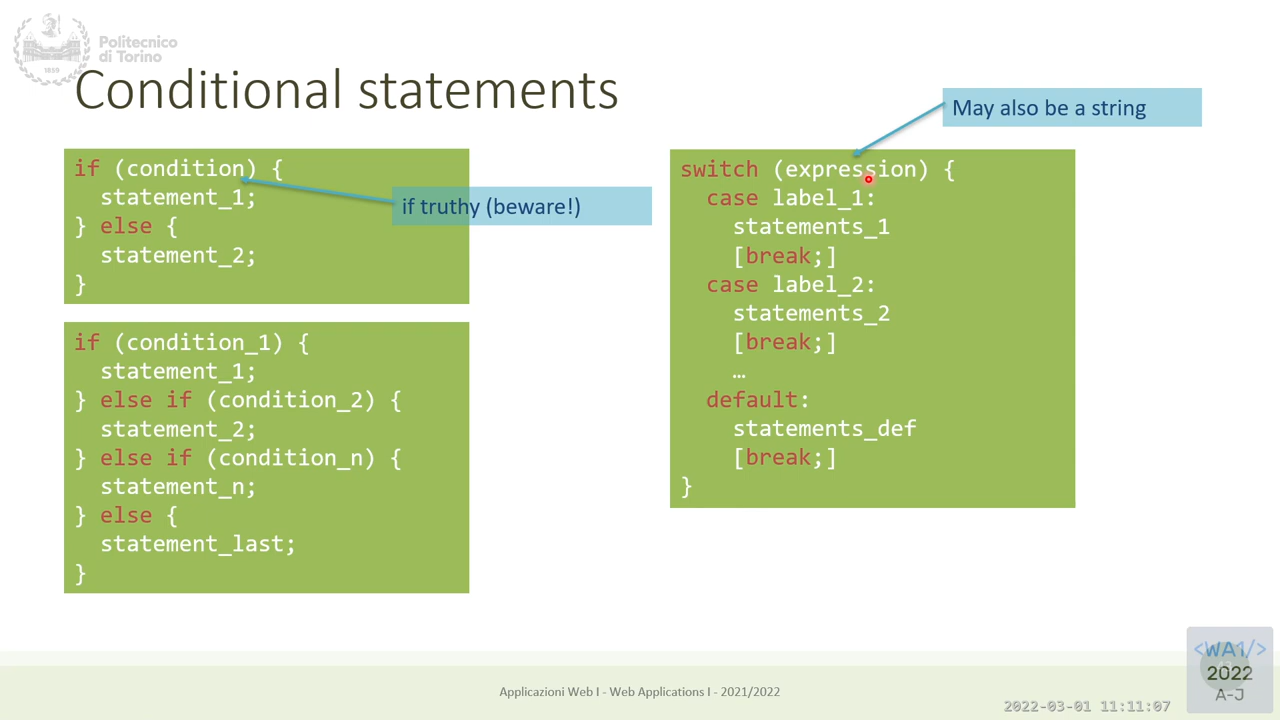 Politecnico
di Torino
1859
Conditional statements
if (condition) {
statement_1;
} else {
statement_2;
}
if truthy (beware!)
if (condition_1) {
statement_1;
} else if (condition_2) {
statement_2;
} else if (condition_n) {
statement_n;
} else {
statement_last;
}
May also be a string
switch (expression) {
case label_1:
statements_1
[break;]
case label_2:
statements_2
[break;]
…
default:
statements_def
[break;]
}
Applicazioni Web I - Web Applications I - 2021/2022
<WA1/>
2022
A-J
2022-03-01 11:11:07